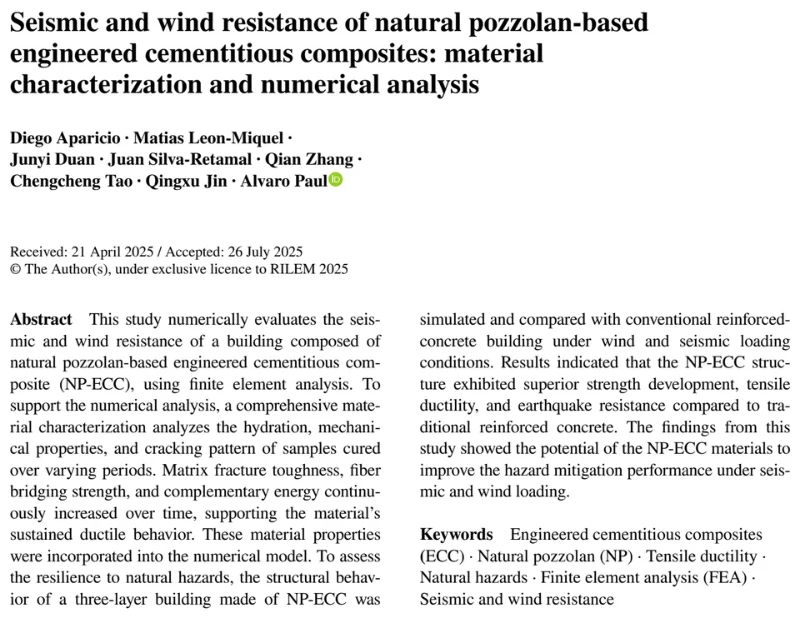 Seismic and wind resistance of natural pozzolan-based
engineered cementitious composites: material
characterization and numerical analysis
Diego Aparicio · Matias Leon-Miquel ·
Junyi Duan · Juan Silva-Retamal · Qian Zhang ·
Chengcheng Tao · Qingxu Jin · Alvaro Paul
Received: 21 April 2025 / Accepted: 26 July 2025
© The Author(s), under exclusive licence to RILEM 2025
Abstract This study numerically evaluates the seis-
mic and wind resistance of a building composed of
natural pozzolan-based engineered cementitious com-
posite (NP-ECC), using finite element analysis. To
support the numerical analysis, a comprehensive mate-
rial characterization analyzes the hydration, mechani-
cal properties, and cracking pattern of samples cured
over varying periods. Matrix fracture toughness, fiber
bridging strength, and complementary energy continu-
ously increased over time, supporting the material's
sustained ductile behavior. These material properties
were incorporated into the numerical model. To assess
the resilience to natural hazards, the structural behav-
ior of a three-layer building made of NP-ECC was
simulated and compared with conventional reinforced-
concrete building under wind and seismic loading
conditions. Results indicated that the NP-ECC struc-
ture exhibited superior strength development, tensile
ductility, and earthquake resistance compared to tra-
ditional reinforced concrete. The findings from this
study showed the potential of the NP-ECC materials to
improve the hazard mitigation performance under seis-
mic and wind loading.
Keywords Engineered cementitious composites
(ECC) · Natural pozzolan (NP) · Tensile ductility ·
Natural hazards · Finite element analysis (FEA) ·
Seismic and wind resistance